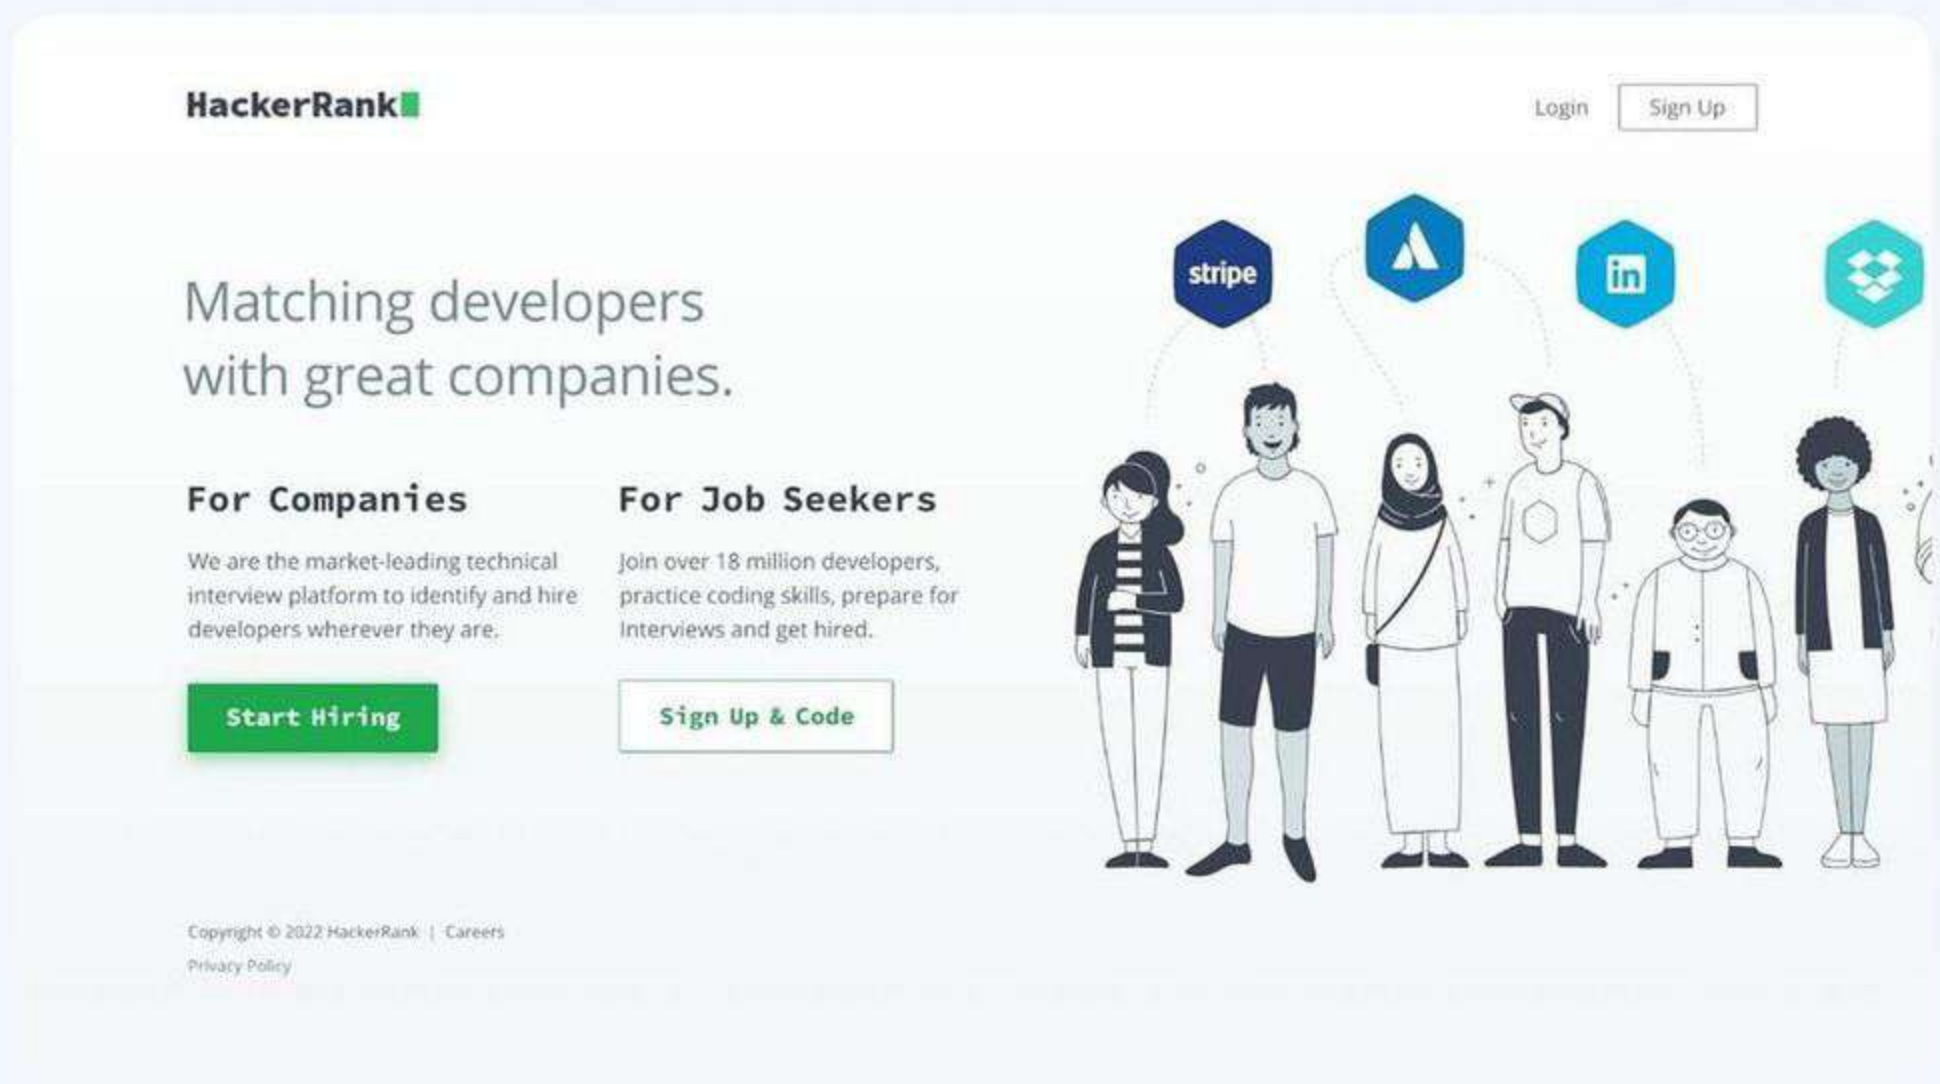 HackerRank
Login
Sign Up
stripe
in
Matching developers
with great companies.
For Companies
We are the market-leading technical
interview platform to identify and hire
developers wherever they are.
Start Hiring
For Job Seekers
Join over 18 million developers,
practice coding skills, prepare for
Interviews and get hired.
Sign Up & Code
Copyright © 2022 HackerRank | Careers
Privacy Policy